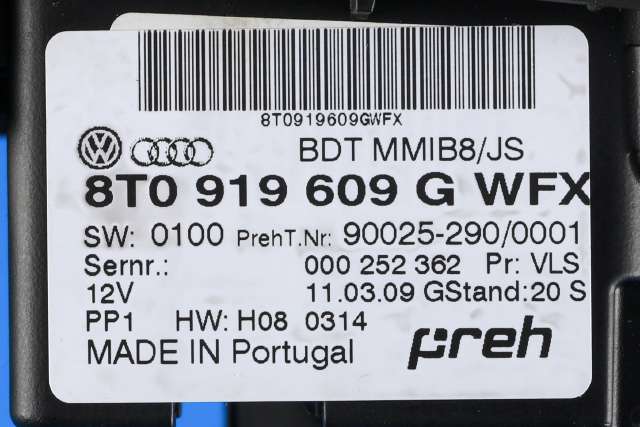 8T0919609GWFX
BDT MMIB8/JS
8T0 919 609 G WFX
SW: 0100 PrehT.Nr: 90025-290/0001
Sernr.: 000 252 362 Pr: VLS
12V 11.03.09 GStand:20 S
PP1 HW: H08 0314
MADE IN Portugal preh